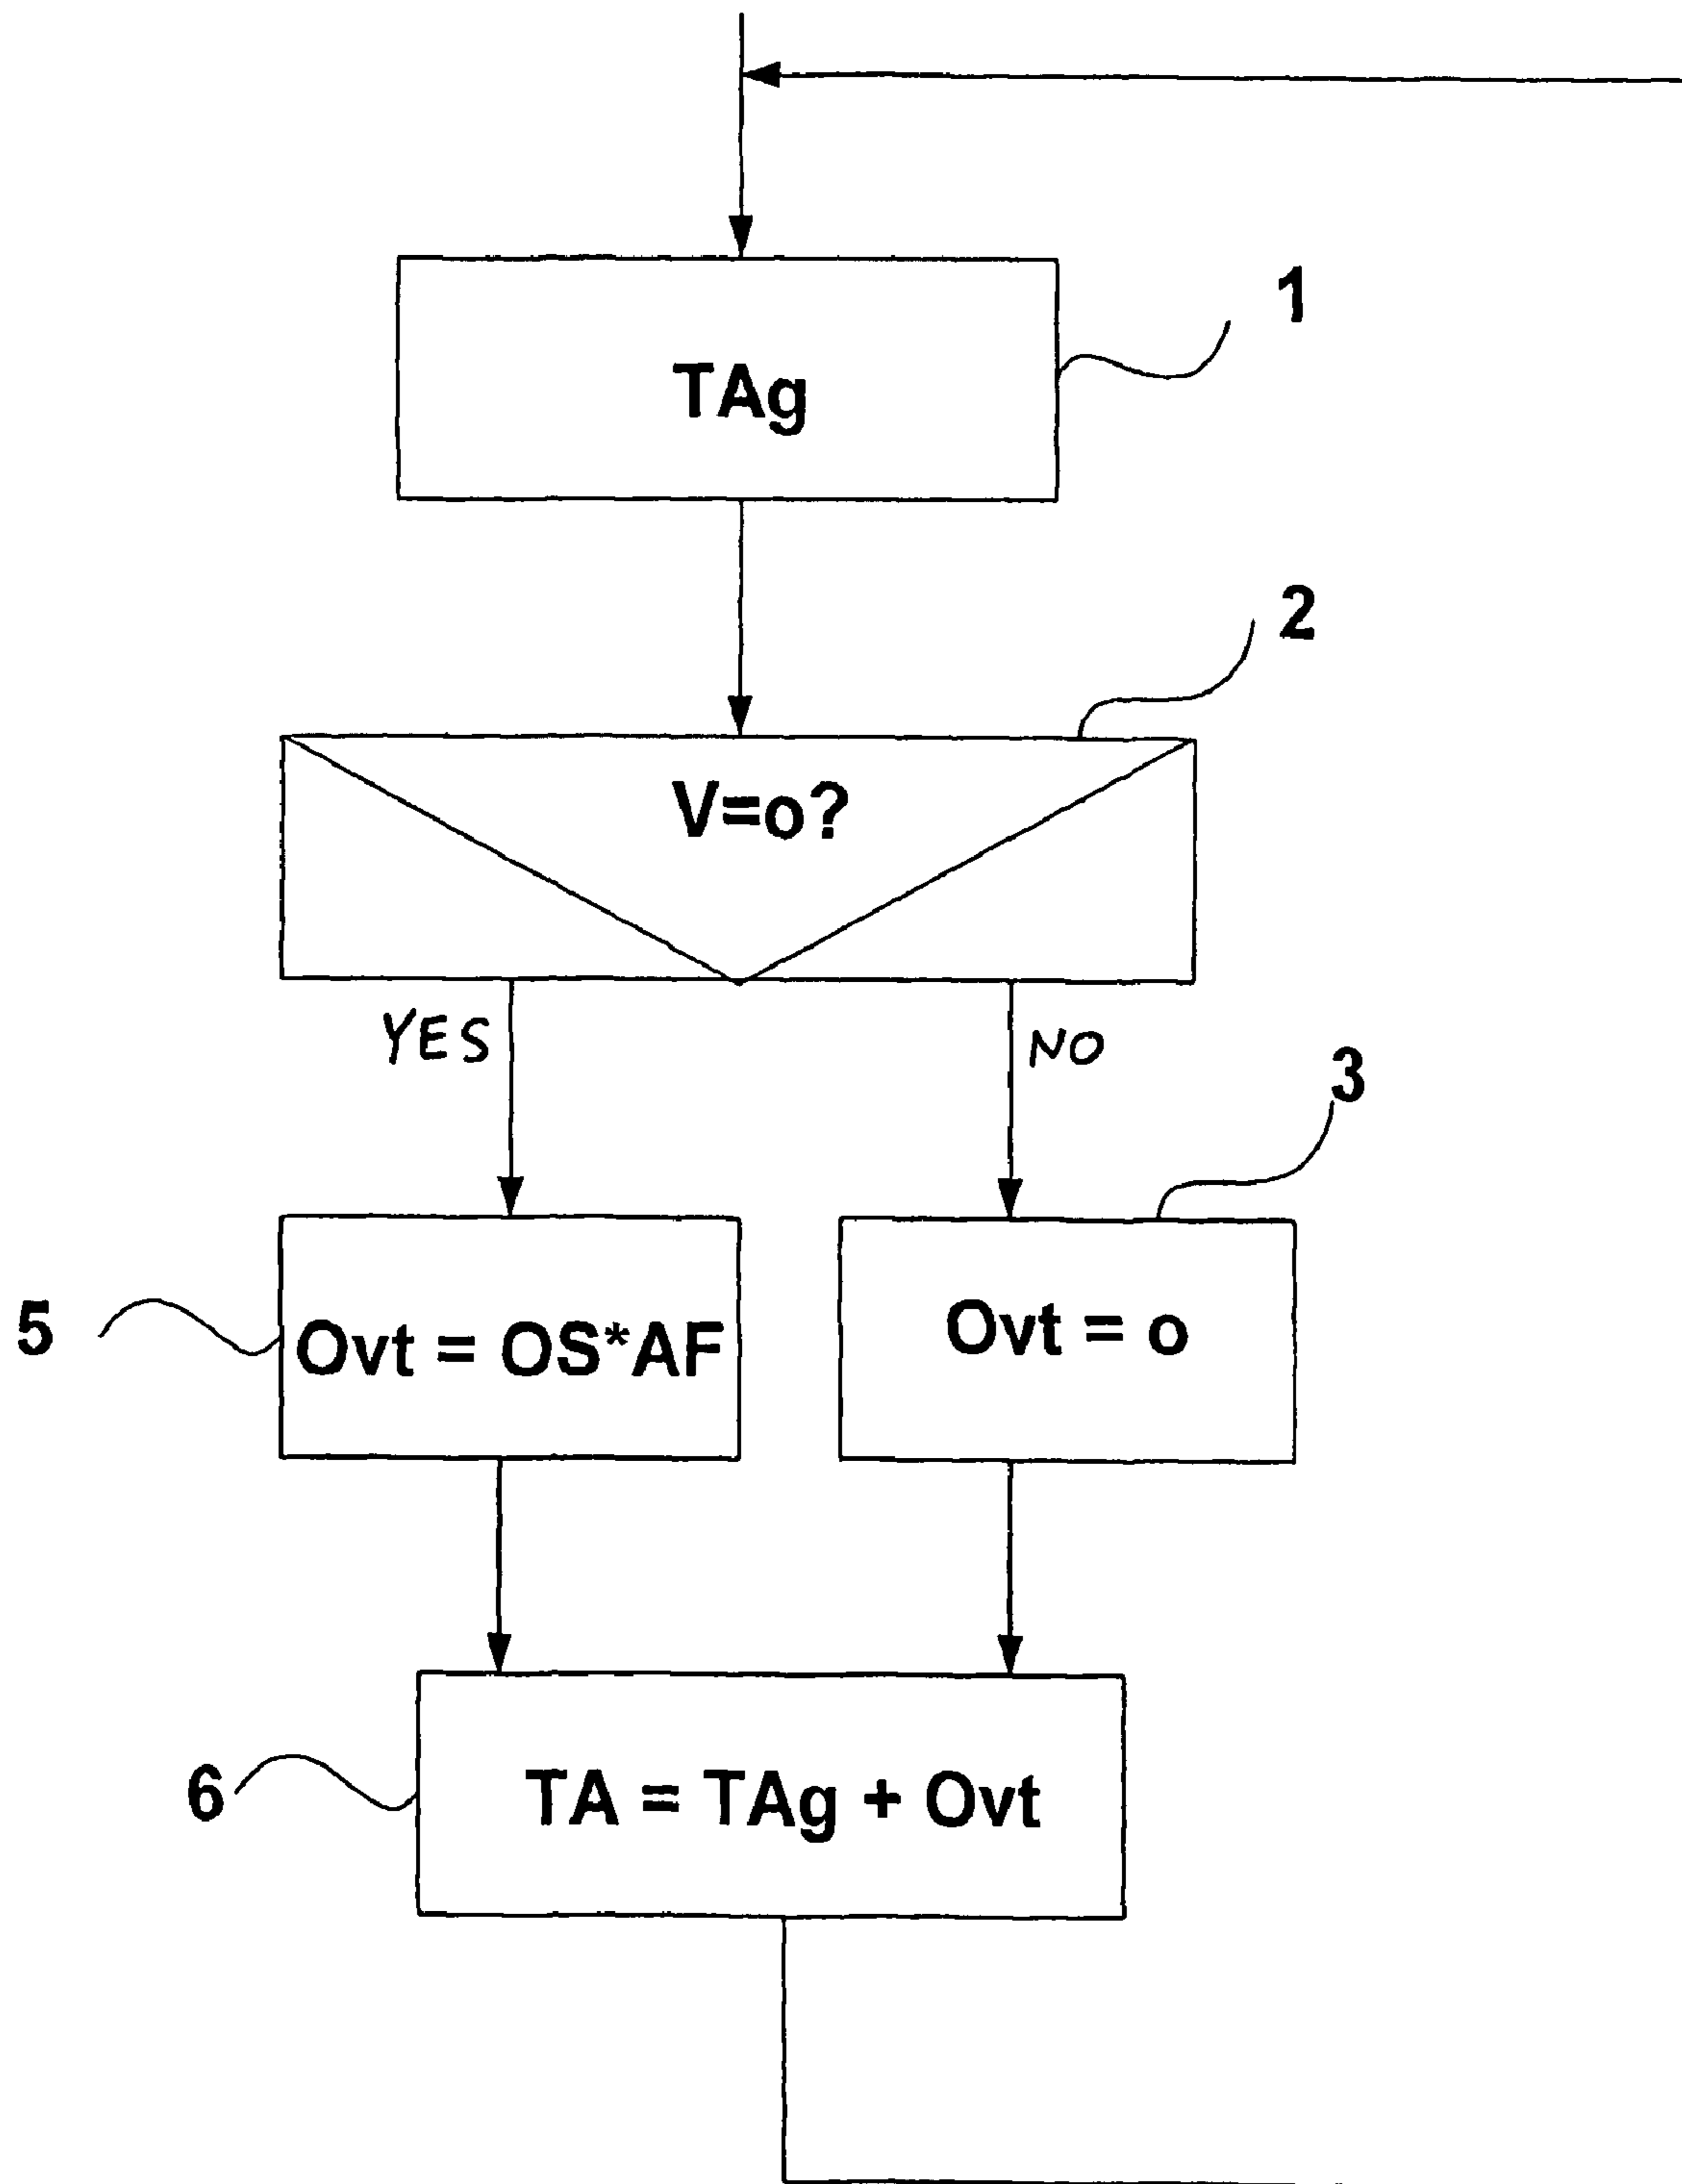 1
TAg
2
V=o?
YES
NO
3
5
Ovt = OS*AF
Ovt = o
6
TA = TAg + Ovt